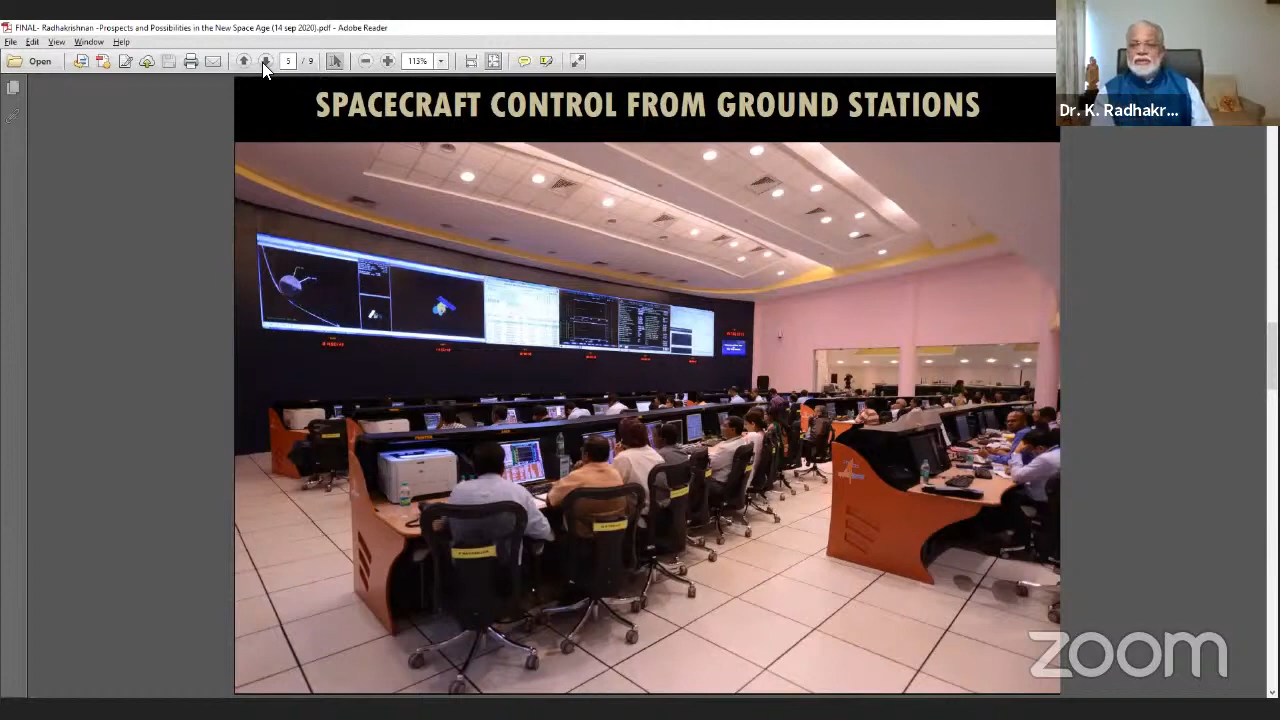 FINAL- Radhakrishnan -Prospects and Possibilities in the New Space Age (14 sep 2020).pdf - Adobe Reader
File Edit View Window Help
Open 5 / 9 113%
SPACECRAFT CONTROL FROM GROUND STATIONS
Dr. K. Radhakr...
zoom